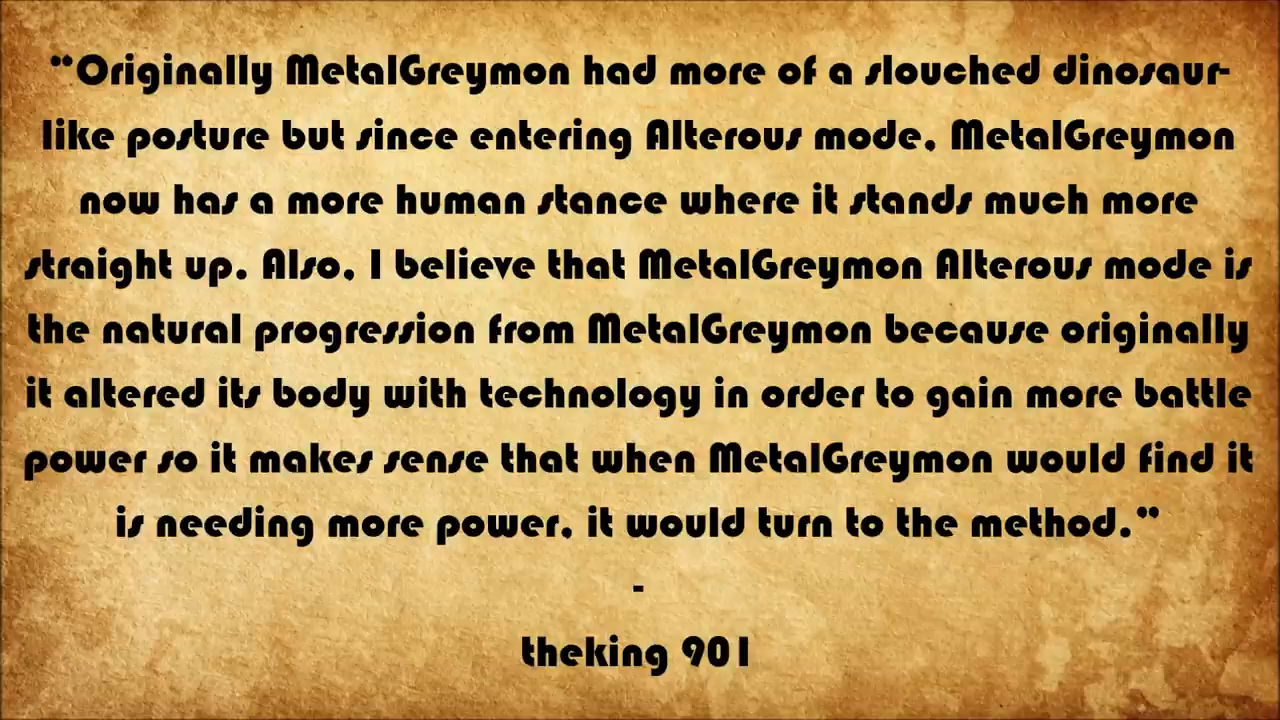 “Originally MetalGreymon had more of a slouched dinosaur-
like posture but since entering Alterous mode, MetalGreymon
now has a more human stance where it stands much more
straight up. Also, I believe that MetalGreymon Alterous mode is
the natural progression from MetalGreymon because originally
it altered its body with technology in order to gain more battle
power so it makes sense that when MetalGreymon would find it
is needing more power, it would turn to the method.”
-
theking 901